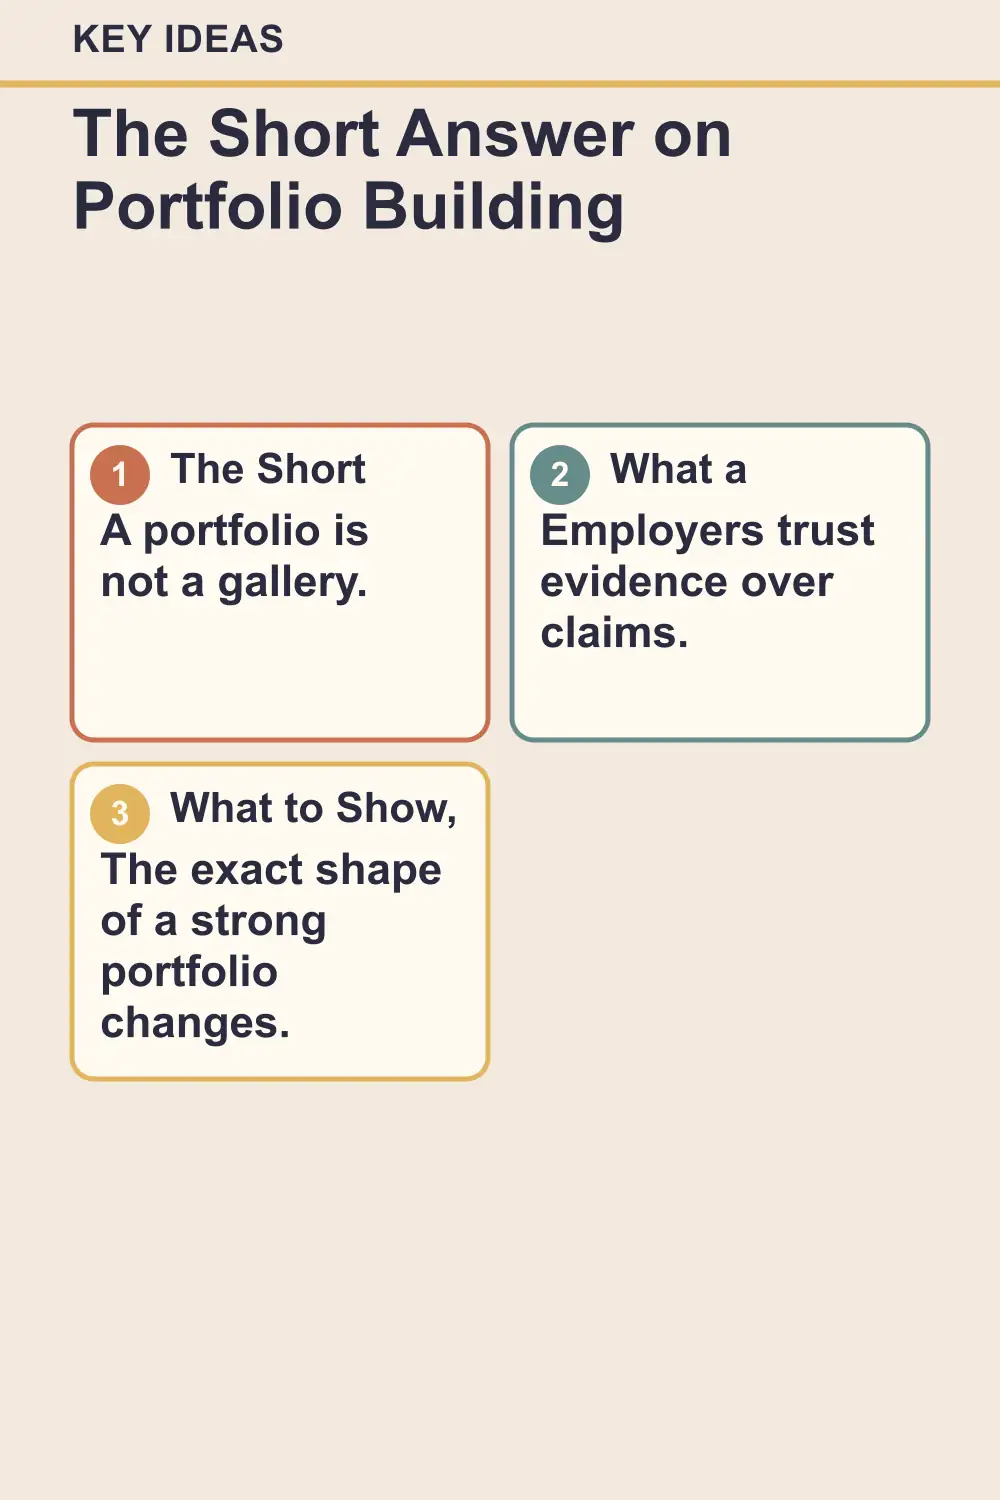 KEY IDEAS
The Short Answer on
Portfolio Building
1 The Short
A portfolio is
not a gallery.
2 What a
Employers trust
evidence over
claims.
3 What to Show,
The exact shape
of a strong
portfolio
changes.